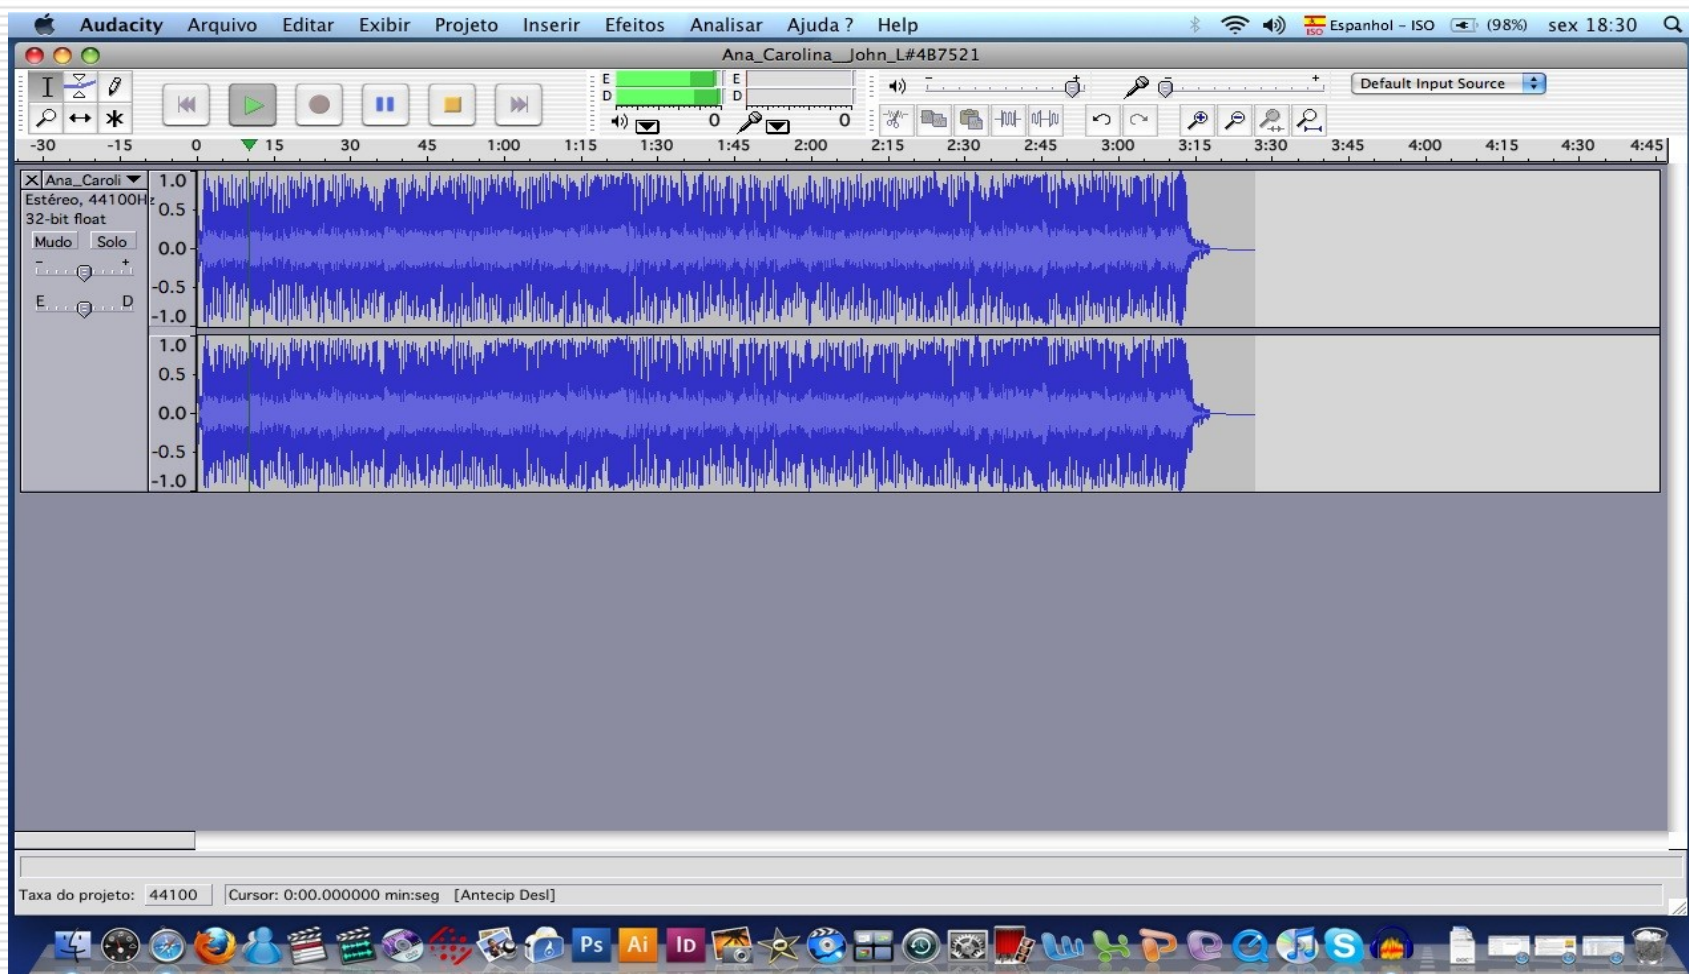 Audacity Arquivo Editar Exibir Projeto Inserir Efeitos Analisar Ajuda ? Help ISO Espanhol - ISO (98%) sex 18:30
Ana_Carolina__John_L#4B7521
E E
D D
0 0
Default Input Source
-30 -15 0 15 30 45 1:00 1:15 1:30 1:45 2:00 2:15 2:30 2:45 3:00 3:15 3:30 3:45 4:00 4:15 4:30 4:45
X Ana_Caroli
Estéreo, 44100Hz
32-bit float
Mudo Solo
- +
E D
1.0
0.5
0.0
-0.5
-1.0
1.0
0.5
0.0
-0.5
-1.0
Taxa do projeto: 44100 Cursor: 0:00.000000 min:seg [Antecip Desl]
Ps Ai ID